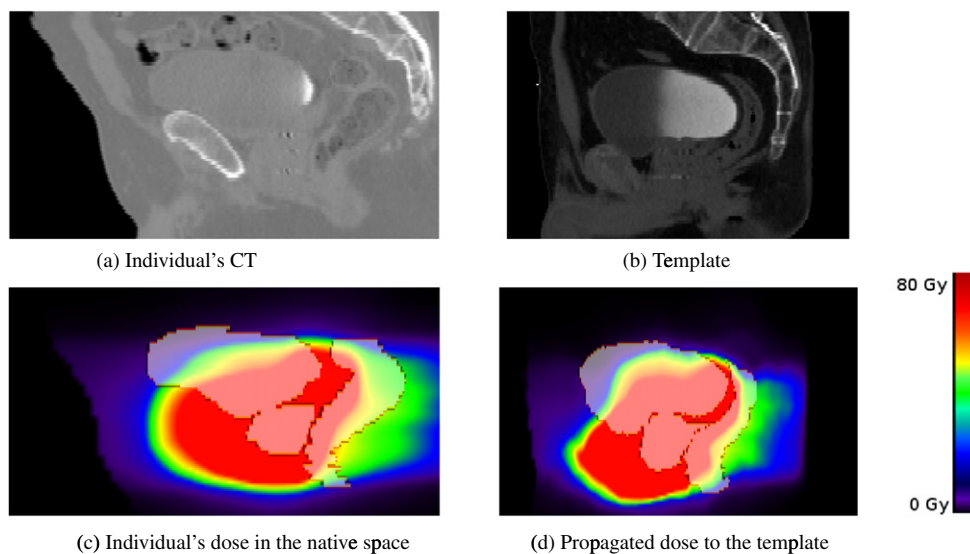 (a) Individual's CT
(b) Template
80 Gy
0 Gy
(c) Individual's dose in the native space
(d) Propagated dose to the template